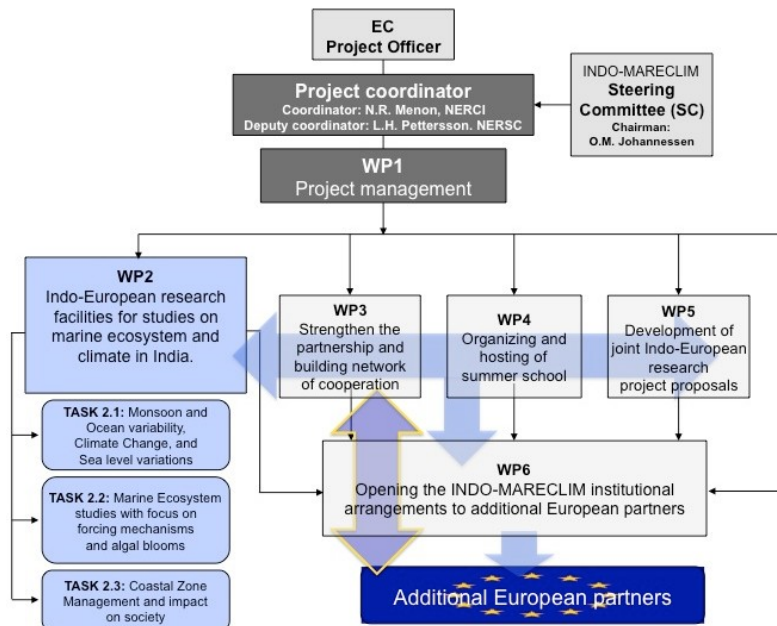 EC
Project Officer
Project coordinator
Coordinator: N.R. Menon, NERCI
Deputy coordinator: L.H. Pettersson. NERSC
INDO-MARECLIM
Steering
Committee (SC)
Chairman:
O.M. Johannessen
WP1
Project management
WP2
Indo-European research
facilities for studies on
marine ecosystem and
climate in India.
WP3
Strengthen the
partnership and
building network
of cooperation
WP4
Organizing and
hosting of
summer school
WP5
Development of
joint Indo-European
research
project proposals
TASK 2.1: Monsoon and
Ocean variability,
Climate Change, and
Sea level variations
TASK 2.2: Marine Ecosystem
studies with focus on
forcing mechanisms
and algal blooms
TASK 2.3: Coastal Zone
Management and impact
on society
WP6
Opening the INDO-MARECLIM institutional
arrangements to additional European partners
Additional European partners